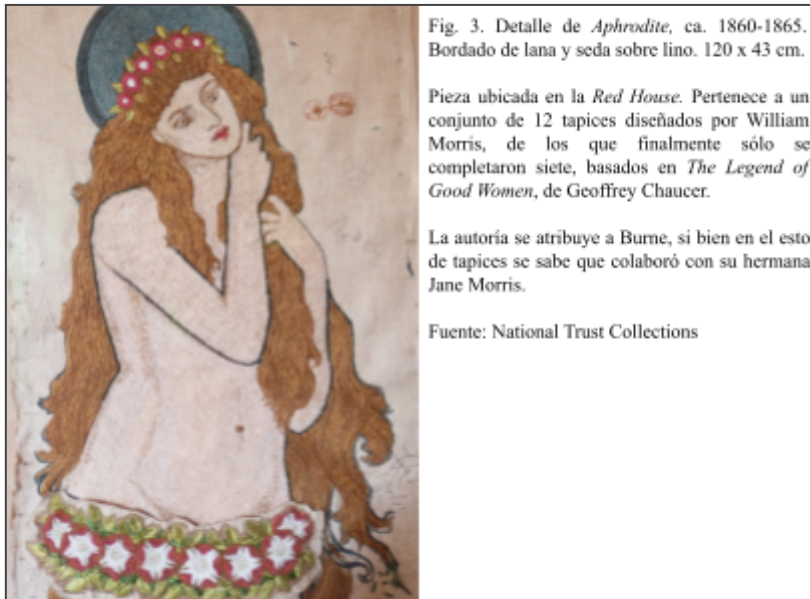 Fig. 3. Detalle de Aphrodite, ca. 1860-1865.
Bordado de lana y seda sobre lino. 120 x 43 cm.
Pieza ubicada en la Red House. Pertenece a un
conjunto de 12 tapices diseñados por William
Morris, de los que finalmente sólo se
completaron siete, basados en The Legend of
Good Women, de Geoffrey Chaucer.
La autoría se atribuye a Burne, si bien en el esto
de tapices se sabe que colaboró con su hermana
Jane Morris.
Fuente: National Trust Collections